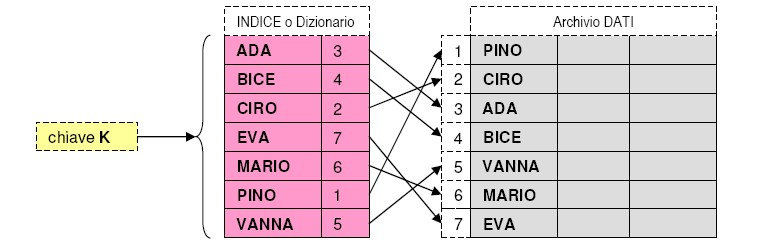 INDICE o Dizionario
Archivio DATI
ADA 3
1 PINO
BICE 4
2 CIRO
CIRO 2
3 ADA
chiave K
EVA 7
4 BICE
MARIO 6
5 VANNA
PINO 1
6 MARIO
VANNA 5
7 EVA